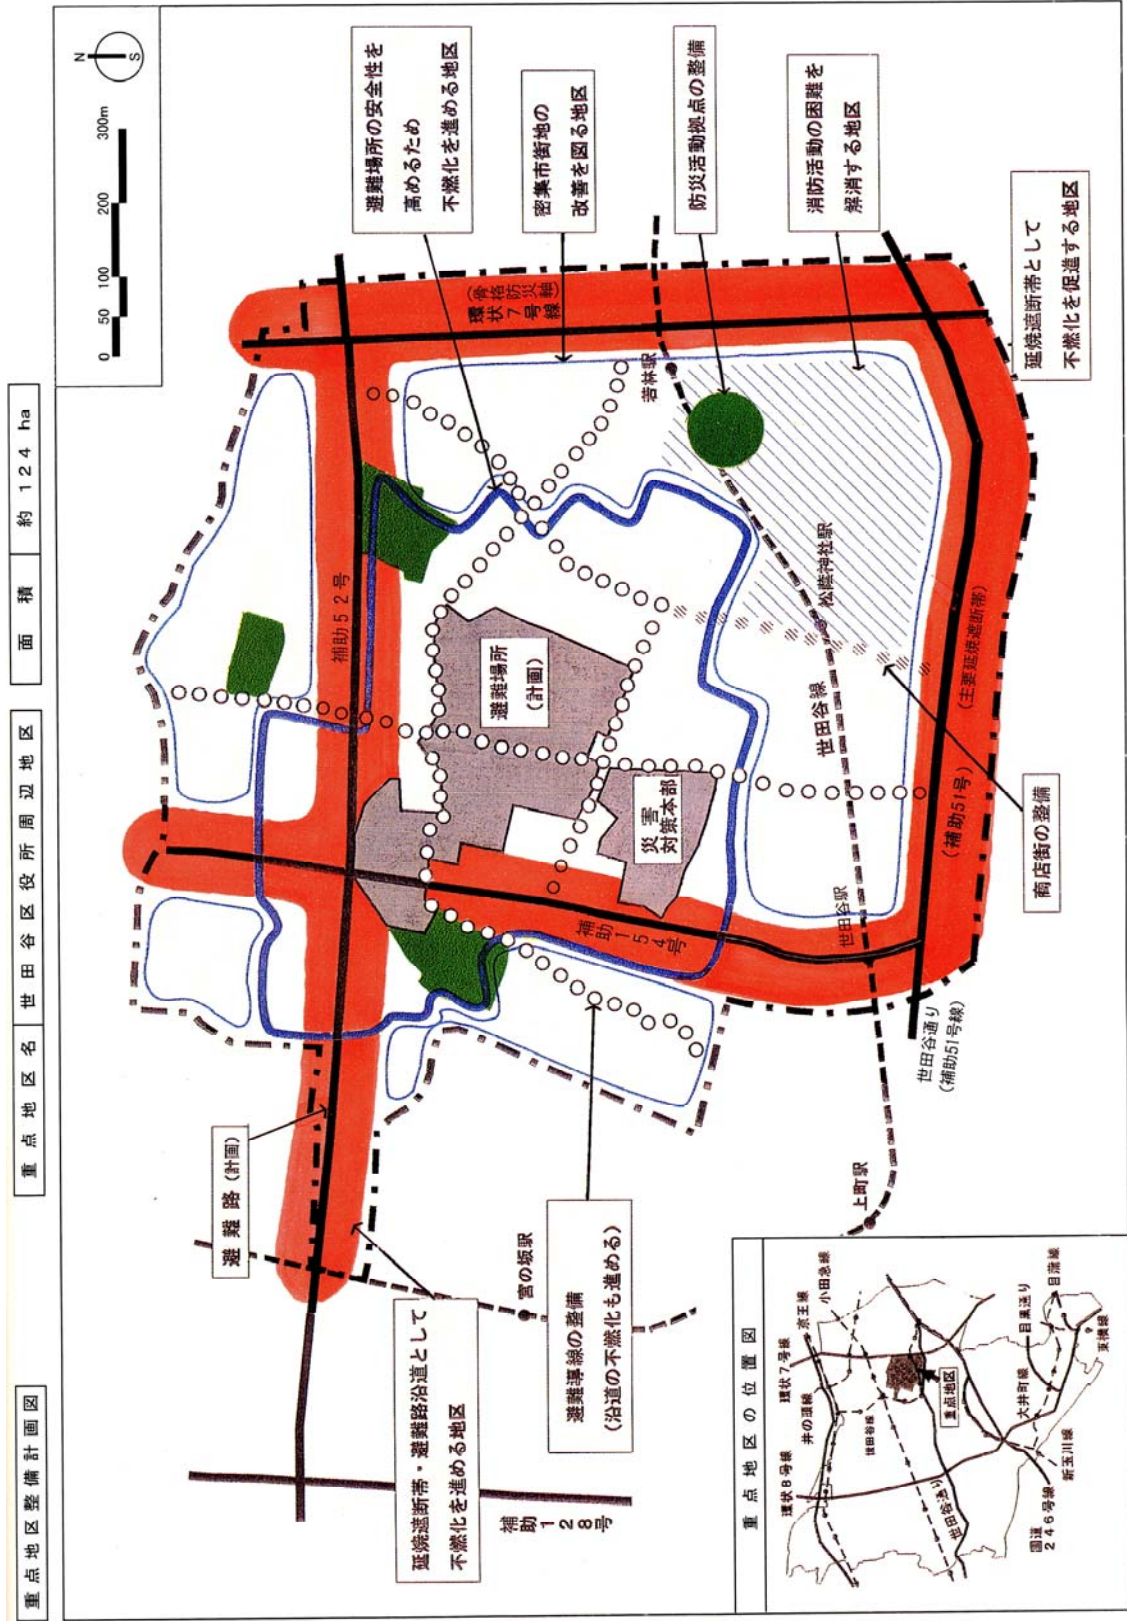 重点地区整備計画図
重点地区名
世田谷区役所周辺地区
面積
約 124 ha
N
S
0 50 100 200 300m
避難場所の安全性を
高めるため
不燃化を進める地区
密集市街地の
改善を図る地区
防災活動拠点の整備
消防活動の困難を
解消する地区
延焼遮断帯として
不燃化を促進する地区
避難路(計画)
補助52号
環状7号線
(骨格防災軸)
若林駅
避難場所
(計画)
災害
対策本部
松陰神社駅
世田谷線
世田谷駅
補助154号
(主要延焼遮断帯)
(補助51号)
商店街の整備
世田谷通り
(補助51号線)
上町駅
宮の坂駅
避難導線の整備
(沿道の不燃化も進める)
延焼遮断帯・避難路沿道として
不燃化を進める地区
補助128号
重点地区の位置図
環状8号線
井の頭線
環状7号線
京王線
小田急線
世田谷線
重点地区
世田谷通り
国道
246号線
新玉川線
大井町線
目黒通り
目蒲線
東横線